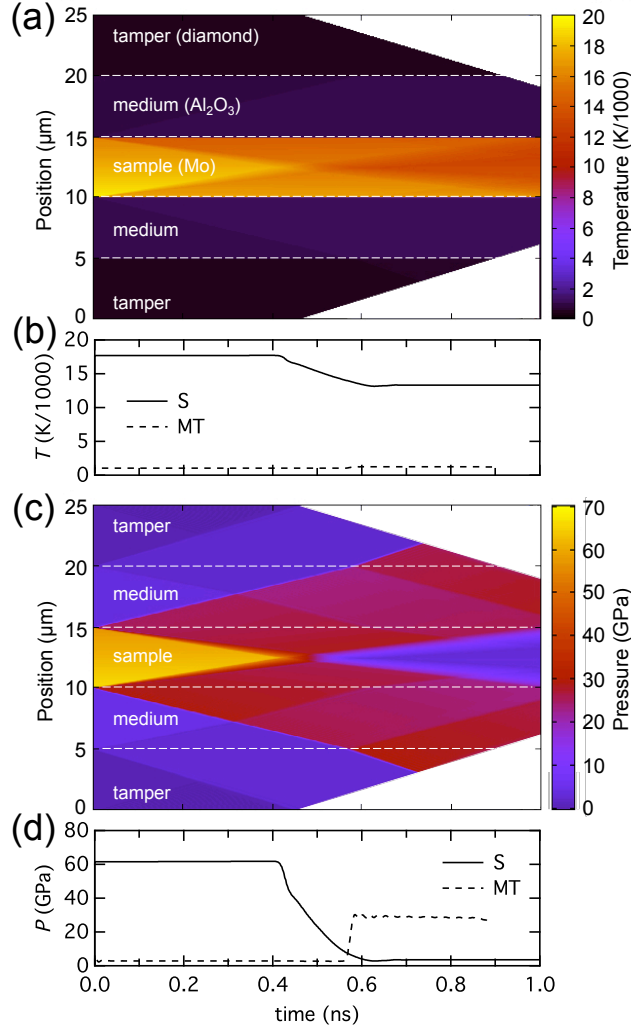 (a)
tamper (diamond)
medium (Al₂O₃)
sample (Mo)
medium
tamper
Position (µm)
25
20
15
10
5
0
20
18
16
14
12
10
8
6
4
2
0
Temperature (K/1000)
(b)
T (K/1000)
20
15
10
5
0
S
MT
(c)
tamper
medium
sample
medium
tamper
Position (µm)
25
20
15
10
5
0
70
60
50
40
30
20
10
0
Pressure (GPa)
(d)
P (GPa)
80
60
40
20
0
S
MT
0.0 0.2 0.4 0.6 0.8 1.0
time (ns)